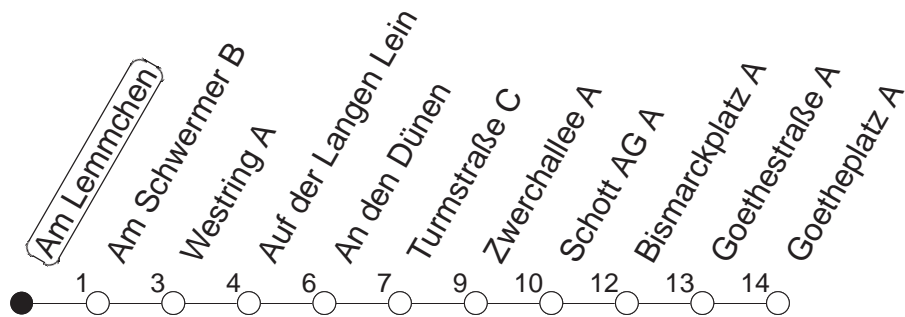 Am Lemmchen
Am Schwermer B
Westring A
Auf der Langen Lein
An den Dünen
Turmstraße C
Zwerchallee A
Schott AG A
Bismarckplatz A
Goethestraße A
Goetheplatz A
1 3 4 6 7 9 10 12 13 14